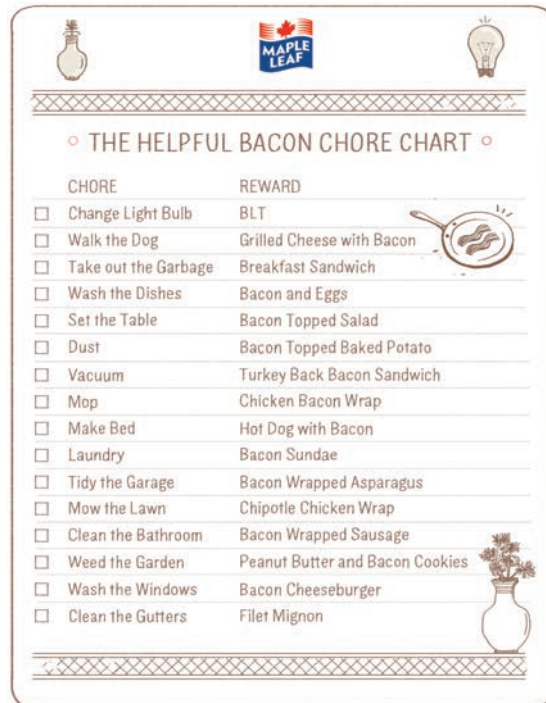 MAPLE
LEAF
THE HELPFUL BACON CHORE CHART
CHORE REWARD
Change Light Bulb BLT
Walk the Dog Grilled Cheese with Bacon
Take out the Garbage Breakfast Sandwich
Wash the Dishes Bacon and Eggs
Set the Table Bacon Topped Salad
Dust Bacon Topped Baked Potato
Vacuum Turkey Back Bacon Sandwich
Mop Chicken Bacon Wrap
Make Bed Hot Dog with Bacon
Laundry Bacon Sundae
Tidy the Garage Bacon Wrapped Asparagus
Mow the Lawn Chipotle Chicken Wrap
Clean the Bathroom Bacon Wrapped Sausage
Weed the Garden Peanut Butter and Bacon Cookies
Wash the Windows Bacon Cheeseburger
Clean the Gutters Filet Mignon